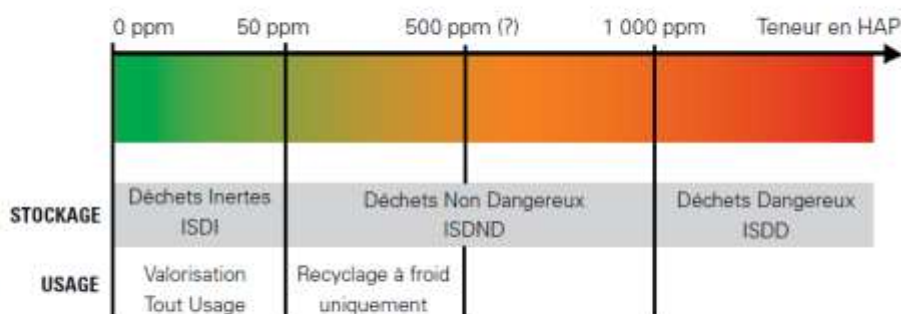 0 ppm 50 ppm 500 ppm (?) 1 000 ppm Teneur en HAP
STOCKAGE
Déchets Inertes
ISDI
Déchets Non Dangereux
ISDND
Déchets Dangereux
ISDD
USAGE
Valorisation
Tout Usage
Recyclage à froid
uniquement